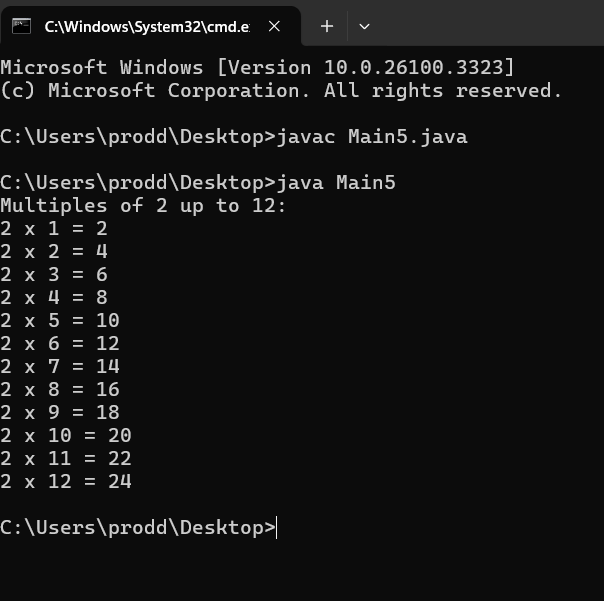 C:\Windows\System32\cmd.e
Microsoft Windows [Version 10.0.26100.3323]
(c) Microsoft Corporation. All rights reserved.
C:\Users\prodd\Desktop>javac Main5.java
C:\Users\prodd\Desktop>java Main5
Multiples of 2 up to 12:
2 x 1 = 2
2 x 2 = 4
2 x 3 = 6
2 x 4 = 8
2 x 5 = 10
2 x 6 = 12
2 x 7 = 14
2 x 8 = 16
2 x 9 = 18
2 x 10 = 20
2 x 11 = 22
2 x 12 = 24
C:\Users\prodd\Desktop>